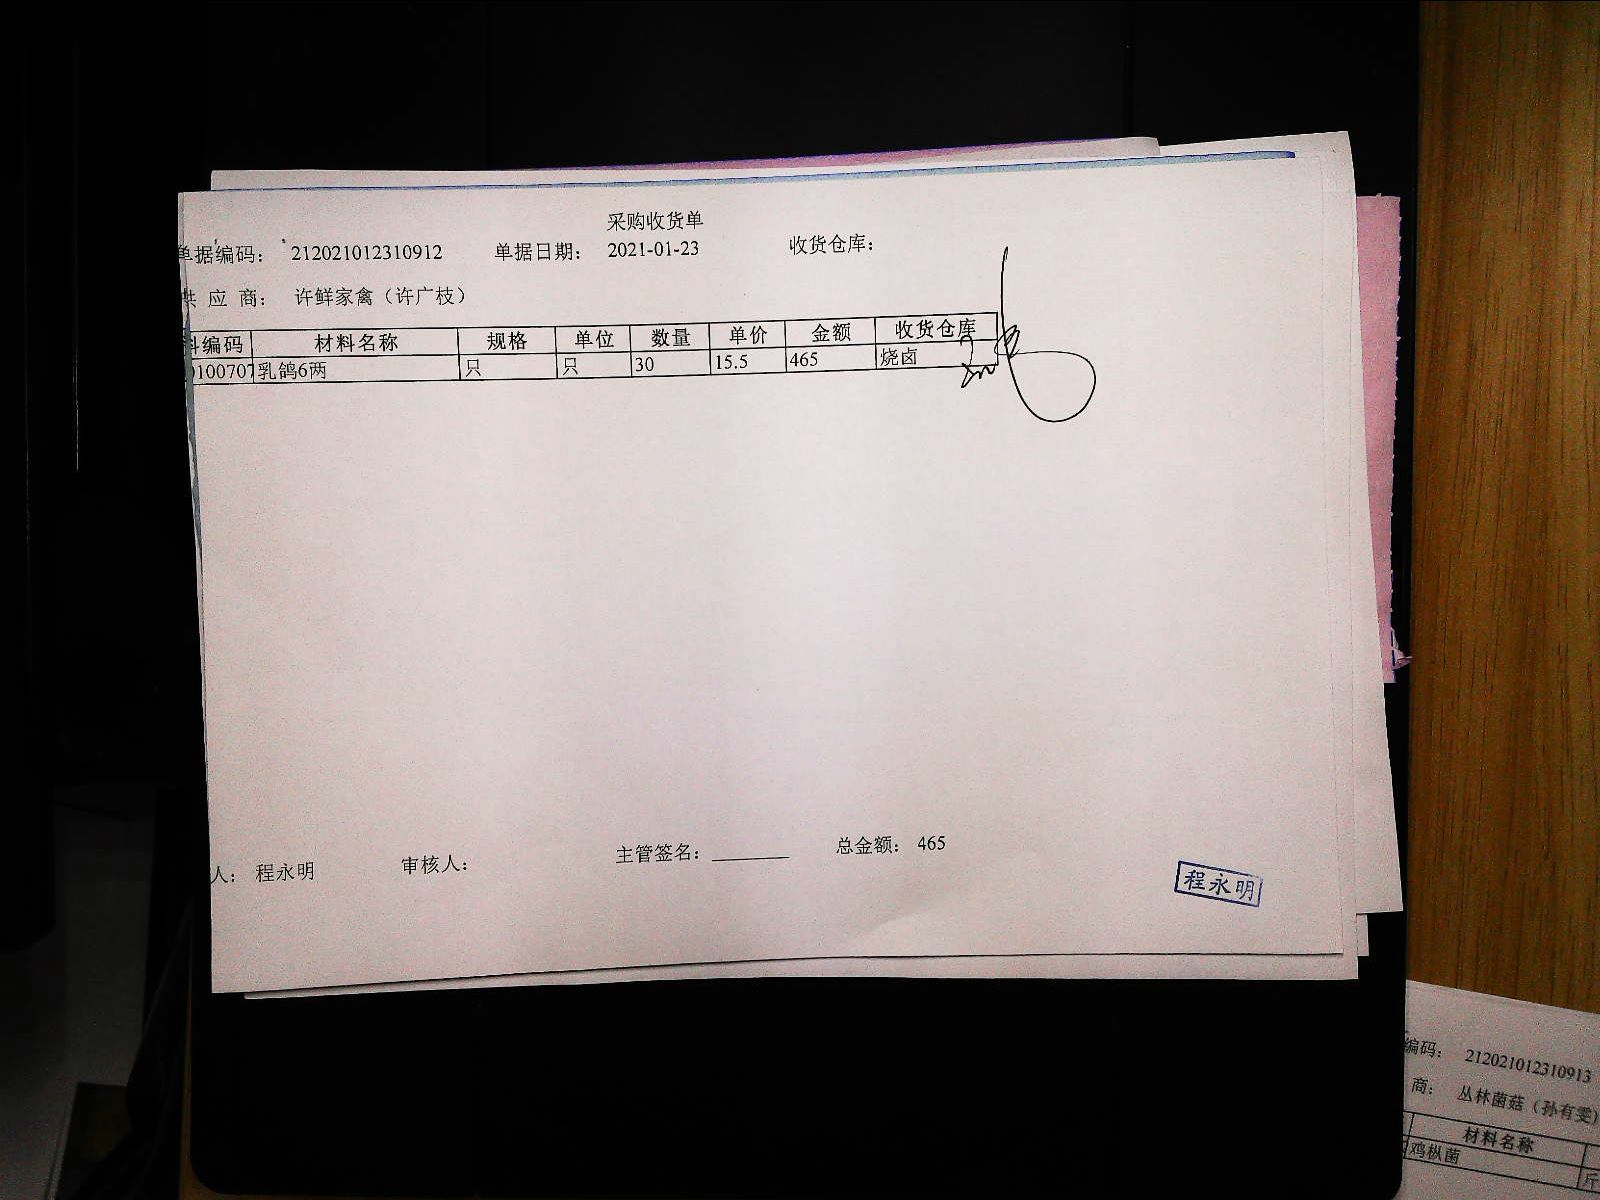 采购收货单
单据编码： 212021012310912 单据日期： 2021-01-23 收货仓库：
供 应 商： 许鲜家禽（许广枝）
料编码 材料名称 规格 单位 数量 单价 金额 收货仓库
0100707 乳鸽6两 只 只 30 15.5 465 烧卤
人： 程永明 审核人： 主管签名： 总金额： 465
程永明
编码： 212021012310913
商： 丛林菌菇（孙有雯）
材料名称
鸡枞菌 斤